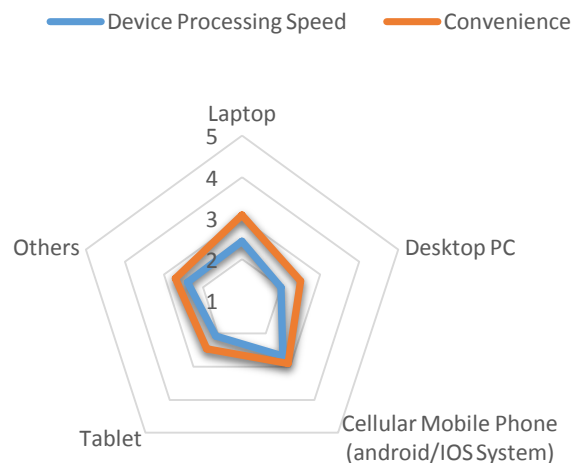 Device Processing Speed
Convenience
Laptop
5
4
3
2
1
Others
Desktop PC
Tablet
Cellular Mobile Phone
(android/IOS System)